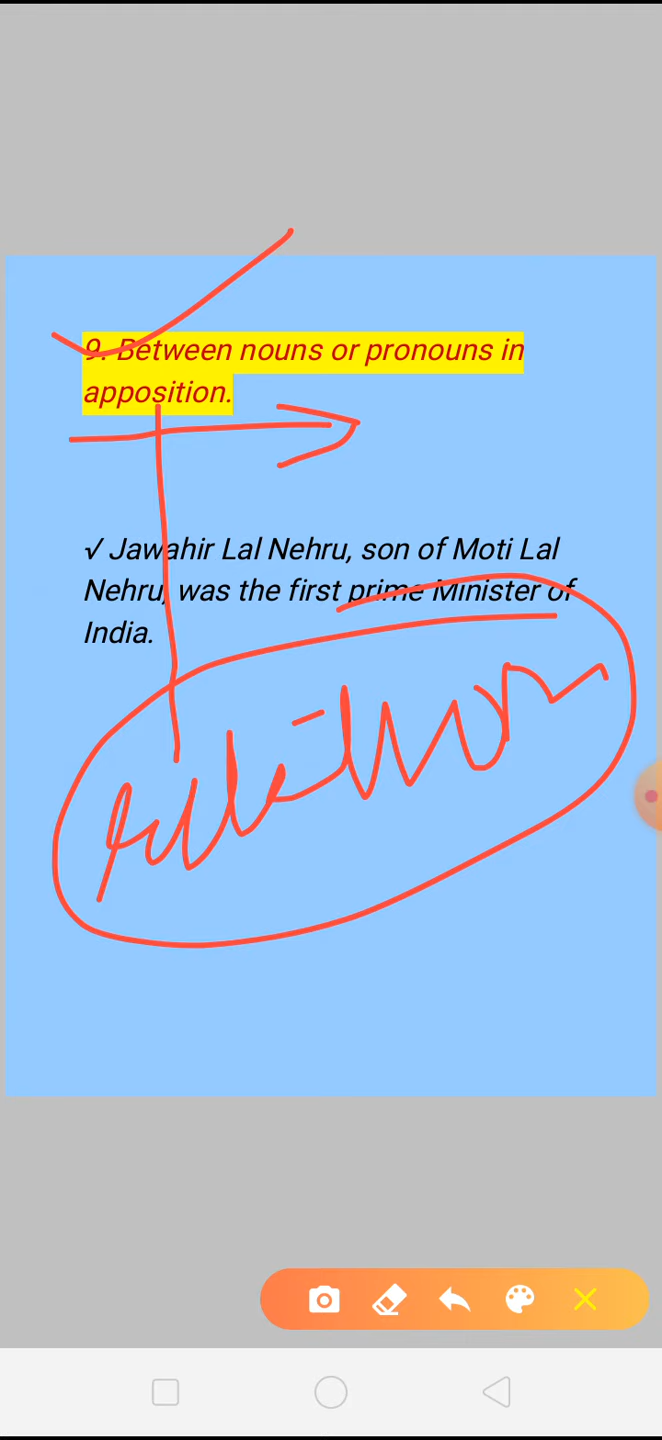 9. Between nouns or pronouns in
apposition.
√ Jawahir Lal Nehru, son of Moti Lal
Nehru, was the first prime Minister of
India.